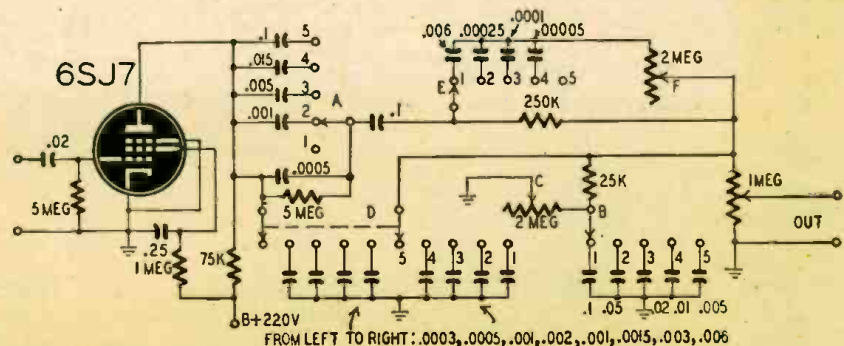 6SJ7
.02
5 MEG
.25
1 MEG
75K
B+220V
.1 5
.015 4
.005 3
.001 2
1
A
.0005
5 MEG
.1
.006 .00025 .0001 .00005
E 1 2 3 4 5
2 MEG
F
250K
D
25K
C
2 MEG
B
1 MEG
OUT
5 4 3 2 1
1 2 3 4 5
.1 .05 .02 .01 .005
FROM LEFT TO RIGHT: .0003, .0005, .001, .002, .001, .0015, .003, .006